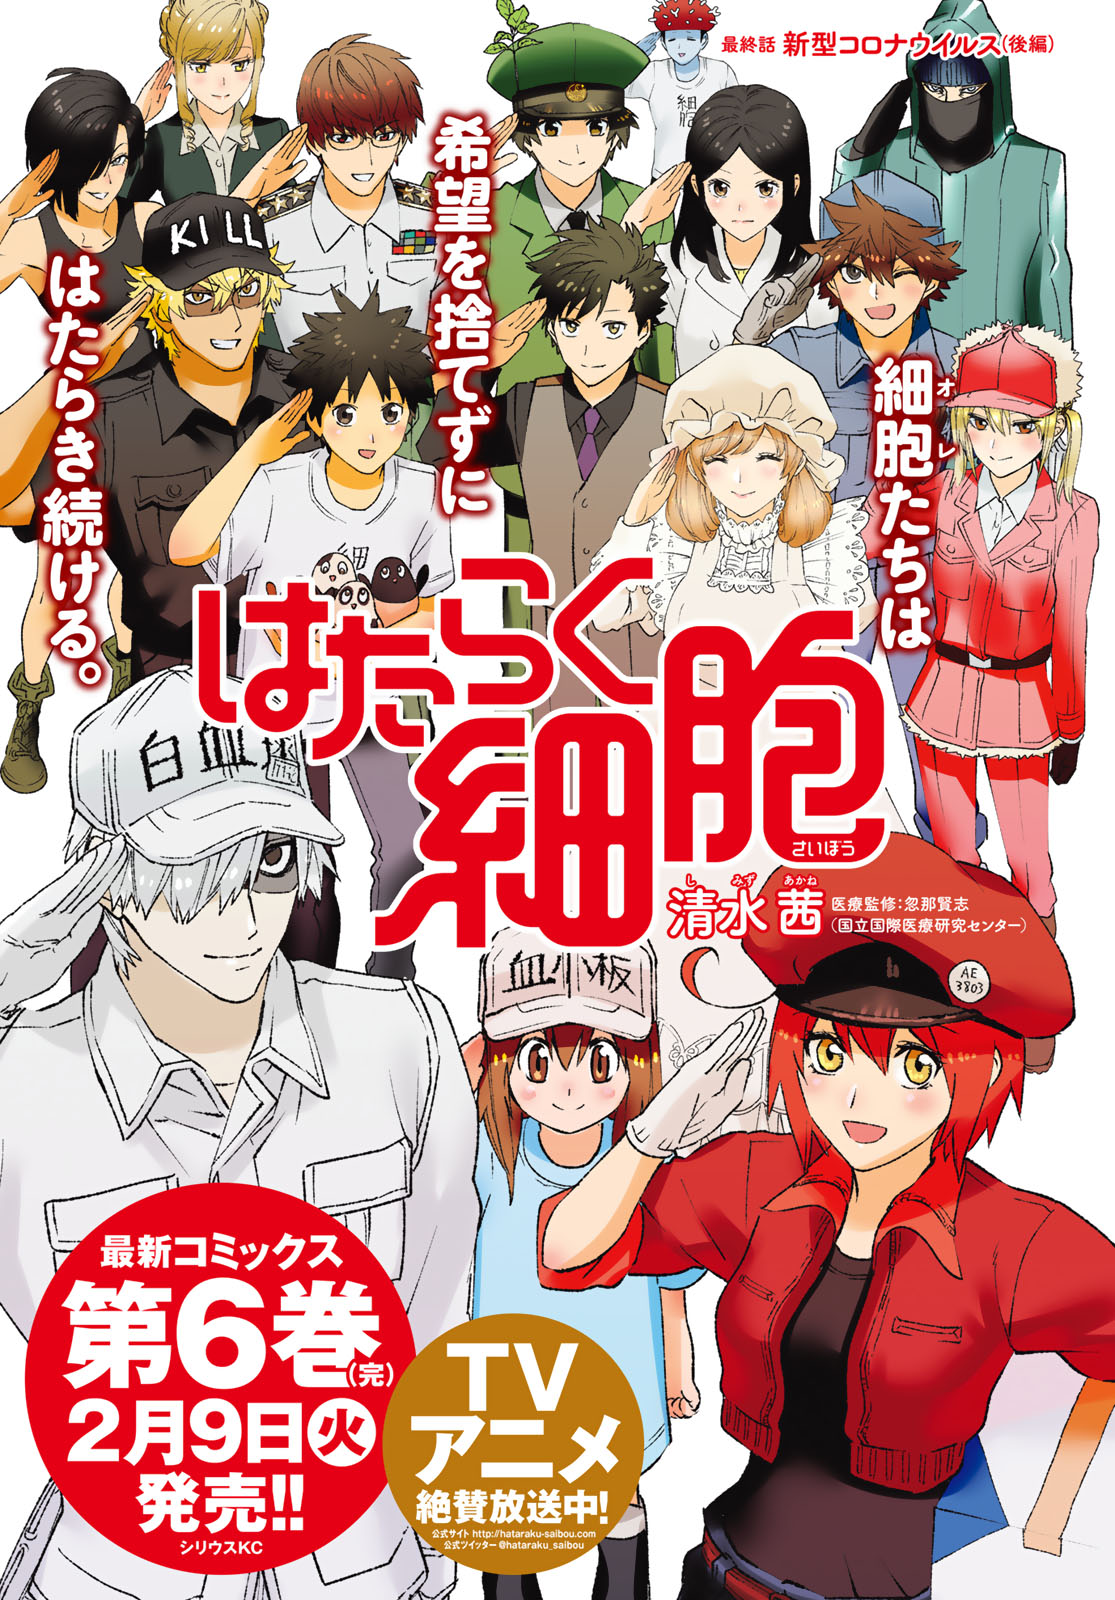 最終話 新型コロナウイルス(後編)
細胞たちは
オレ
希望を捨てずに
はたらき続ける。
KILL
細胞
細
はたらく
細胞
さいぼう
清水 茜
しみず あかね
医療監修:忽那賢志
(国立国際医療研究センター)
白血球
血小板
AE
3803
最新コミックス
第6巻
(完)
2月9日火
発売!!
シリウスKC
TV
アニメ
絶賛放送中!
公式サイト http://hataraku-saibou.com
公式ツイッター @hataraku_saibou